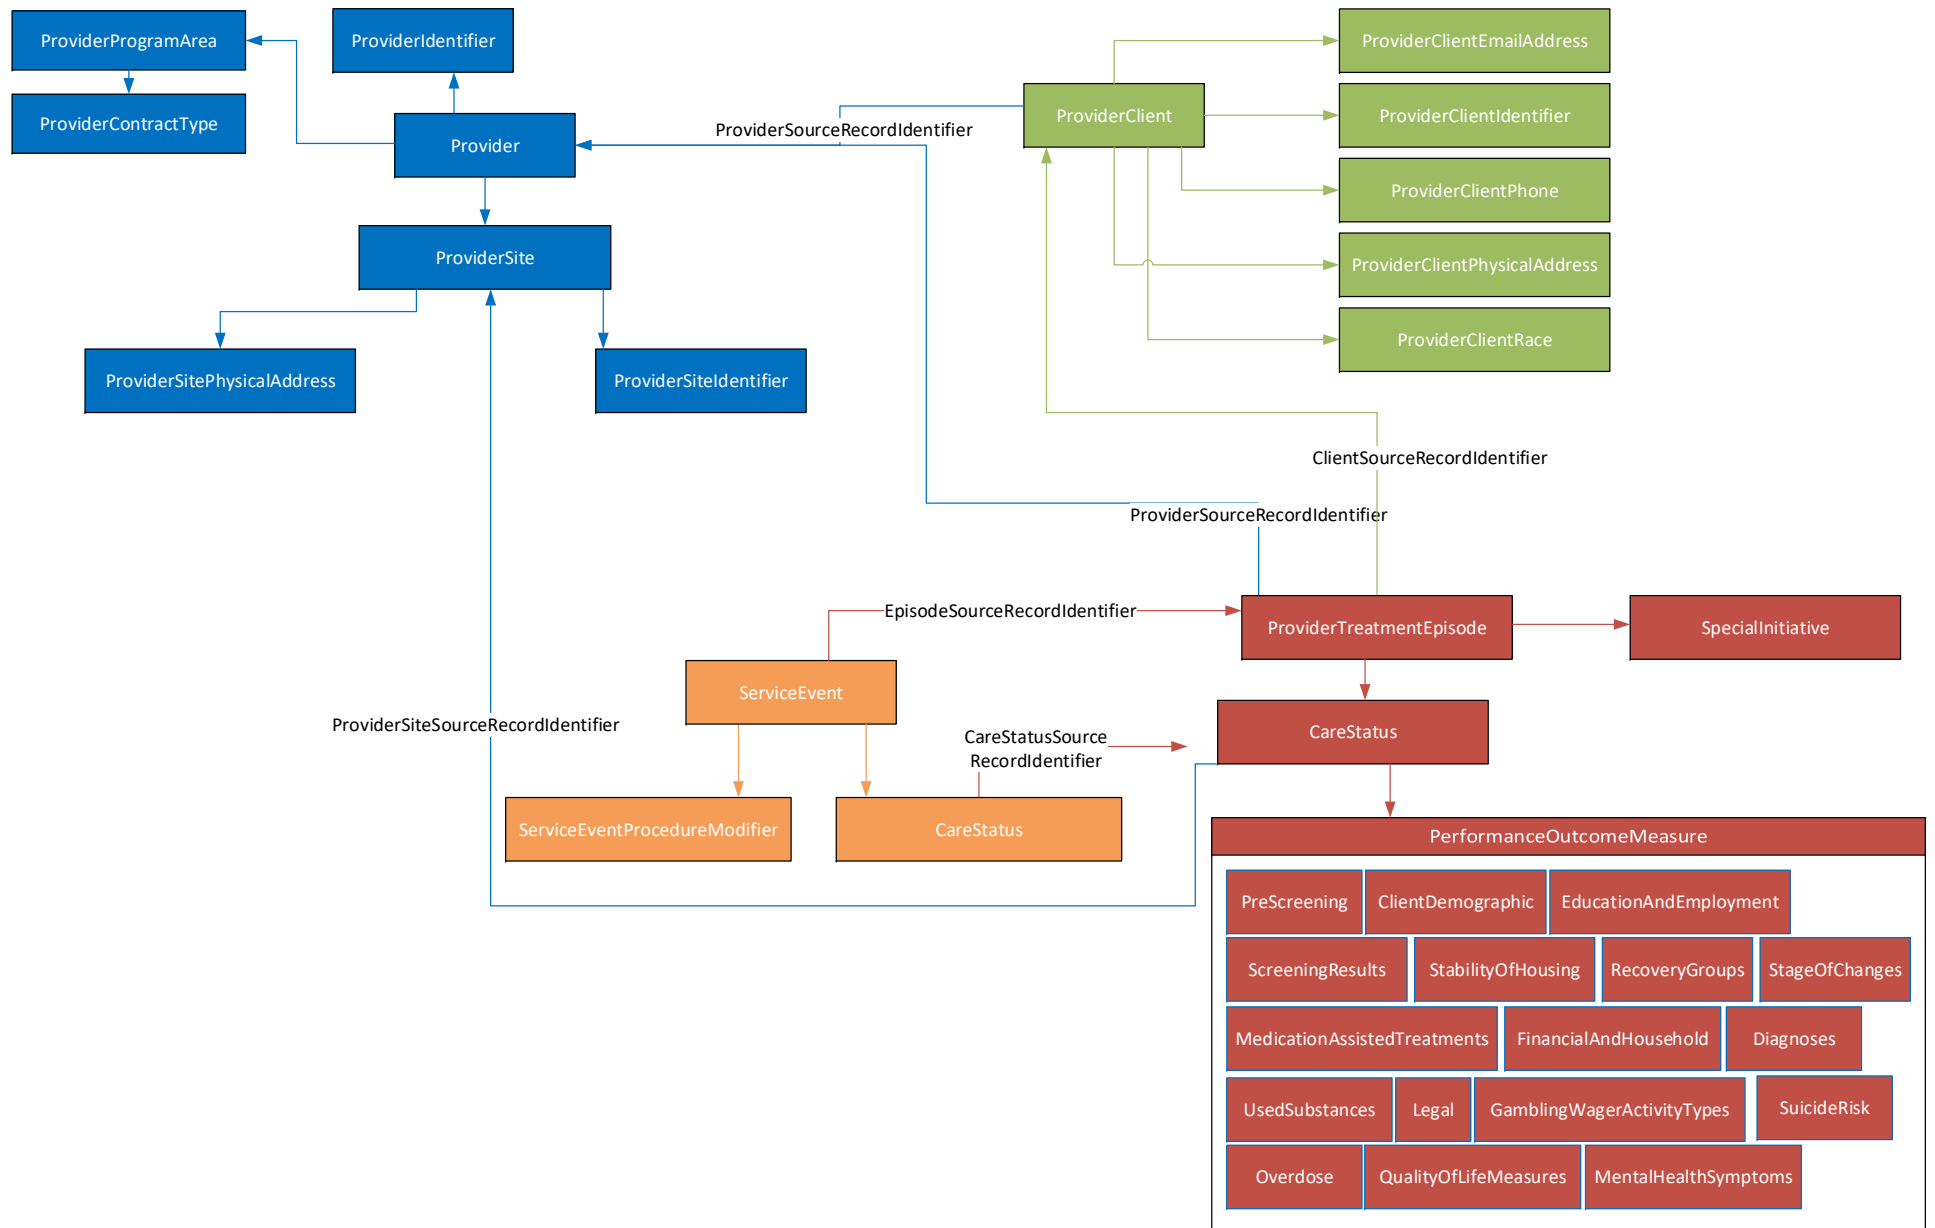 ProviderProgramArea
ProviderIdentifier
ProviderClientEmailAddress
ProviderContractType
Provider
ProviderSourceRecordIdentifier
ProviderClient
ProviderClientIdentifier
ProviderClientPhone
ProviderSite
ProviderClientPhysicalAddress
ProviderClientRace
ProviderSitePhysicalAddress
ProviderSiteIdentifier
ClientSourceRecordIdentifier
ProviderSourceRecordIdentifier
EpisodeSourceRecordIdentifier
ProviderTreatmentEpisode
SpecialInitiative
ServiceEvent
ProviderSiteSourceRecordIdentifier
CareStatusSource
RecordIdentifier
CareStatus
ServiceEventProcedureModifier
CareStatus
PerformanceOutcomeMeasure
PreScreening
ClientDemographic
EducationAndEmployment
ScreeningResults
StabilityOfHousing
RecoveryGroups
StageOfChanges
MedicationAssistedTreatments
FinancialAndHousehold
Diagnoses
UsedSubstances
Legal
GamblingWagerActivityTypes
SuicideRisk
Overdose
QualityOfLifeMeasures
MentalHealthSymptoms